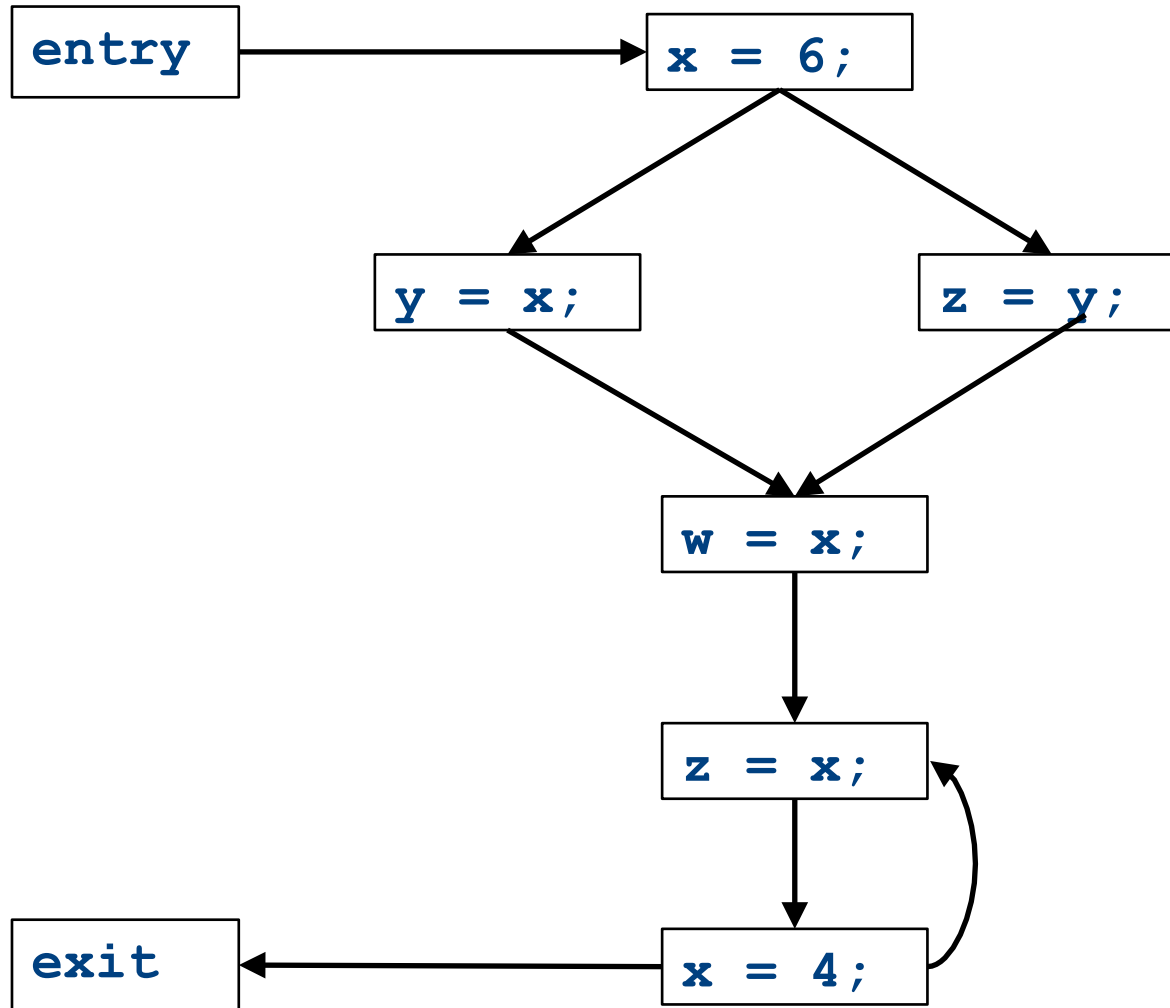 entry
x = 6;
y = x;
z = y;
w = x;
z = x;
x = 4;
exit